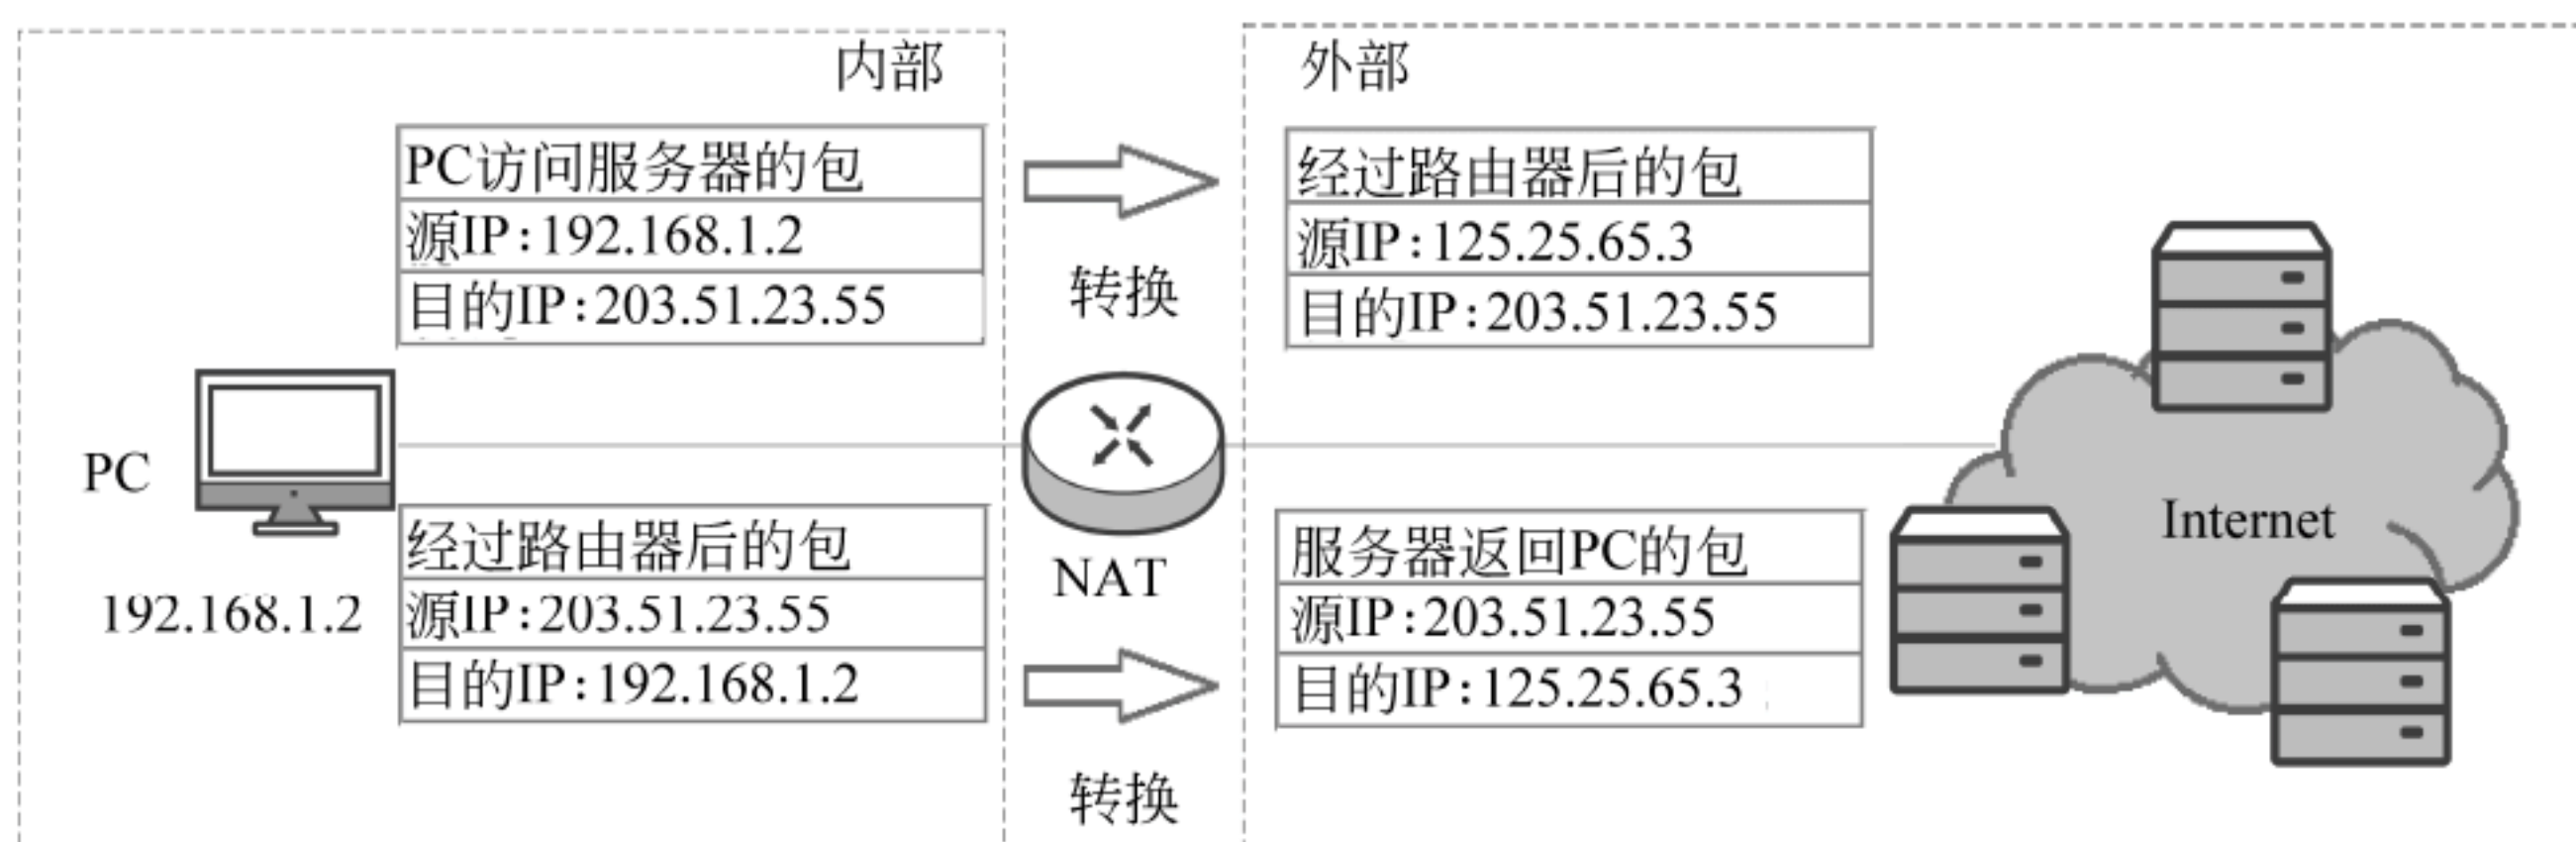 内部
外部
PC访问服务器的包
源IP:192.168.1.2
目的IP:203.51.23.55
转换
经过路由器后的包
源IP:125.25.65.3
目的IP:203.51.23.55
PC
192.168.1.2
NAT
Internet
经过路由器后的包
源IP:203.51.23.55
目的IP:192.168.1.2
转换
服务器返回PC的包
源IP:203.51.23.55
目的IP:125.25.65.3